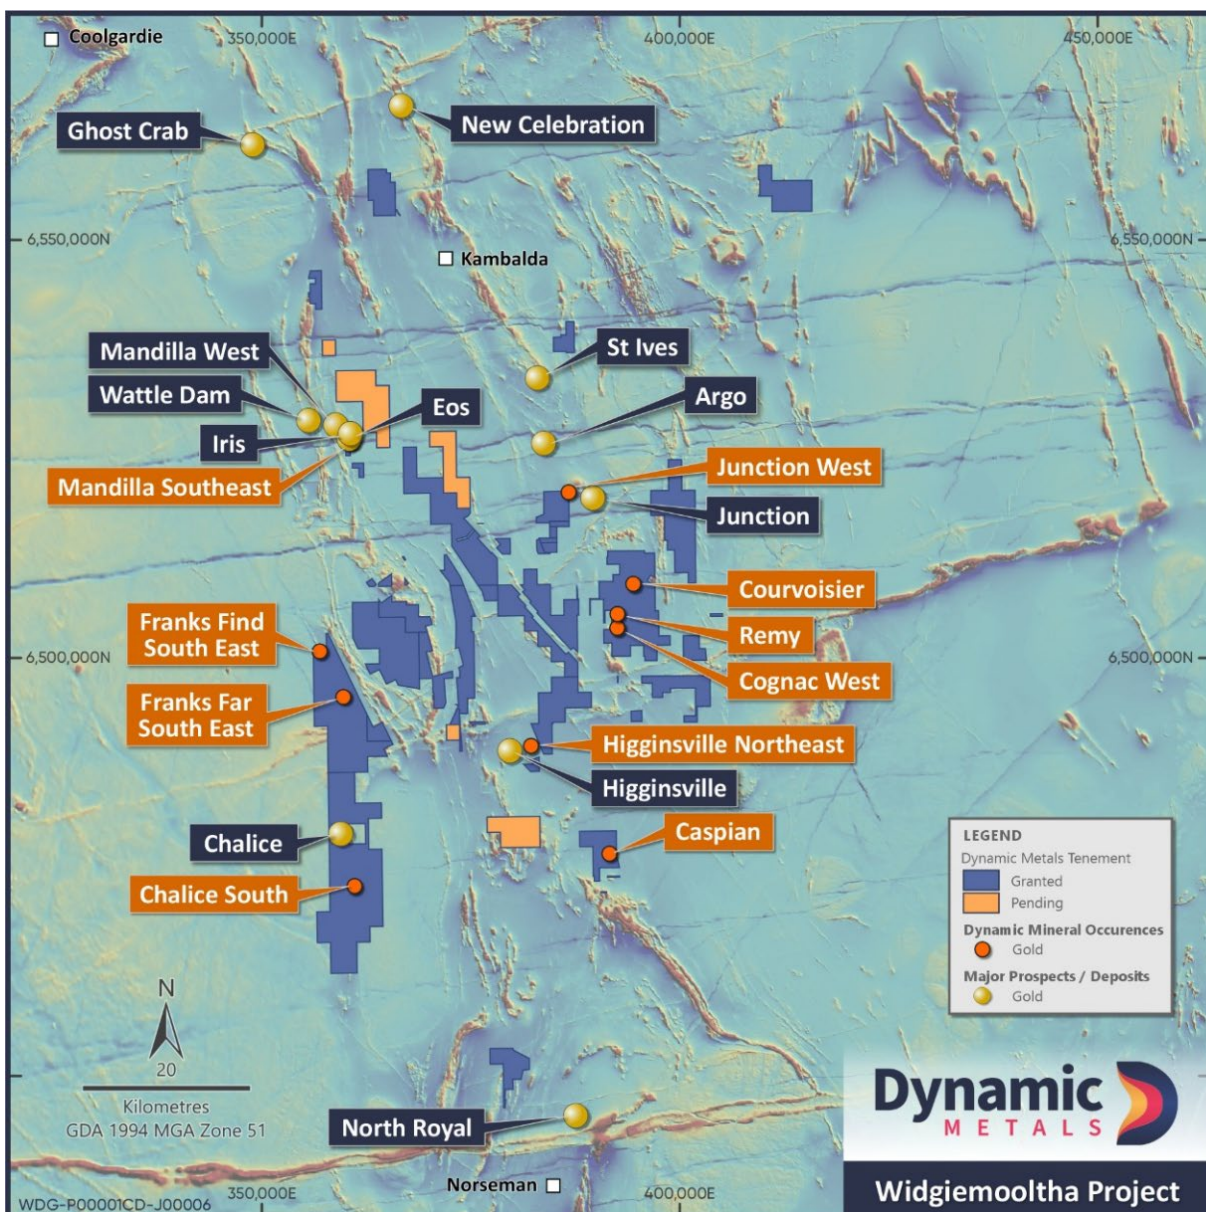 Coolgardie
350,000E
400,000E
450,000E
Ghost Crab
New Celebration
6,550,000N
6,550,000N
Kambalda
Mandilla West
St Ives
Wattle Dam
Eos
Argo
Iris
Mandilla Southeast
Junction West
Junction
Courvoisier
Franks Find
South East
Remy
6,500,000N
6,500,000N
Cognac West
Franks Far
South East
Higginsville Northeast
Higginsville
Chalice
Caspian
Chalice South
LEGEND
Dynamic Metals Tenement
Granted
Pending
Dynamic Mineral Occurences
Gold
Major Prospects / Deposits
Gold
N
20
Kilometres
GDA 1994 MGA Zone 51
North Royal
Dynamic
METALS
Norseman
350,000E
400,000E
WDG-P00001CD-J00006
Widgiemooltha Project